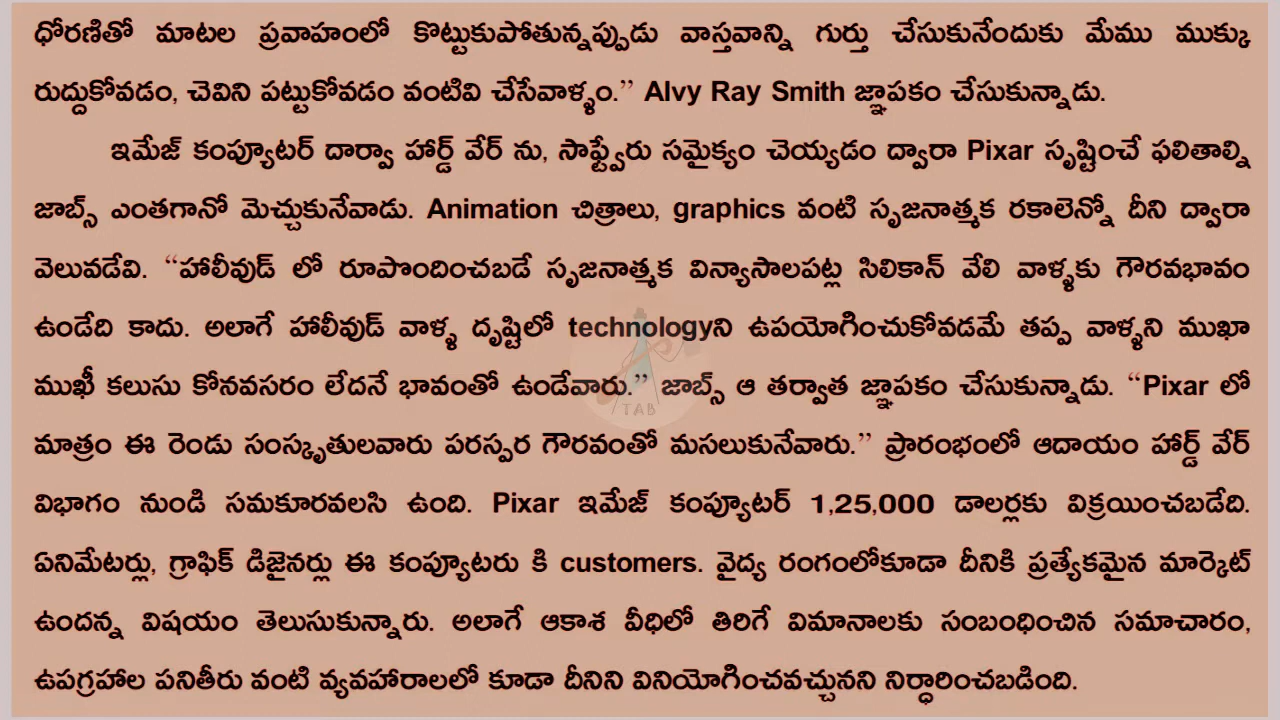 ధోరణితో మాటల ప్రవాహంలో కొట్టుకుపోతున్నప్పుడు వాస్తవాన్ని గుర్తు చేసుకునేందుకు మేము ముక్కు
రుద్దుకోవడం, చెవిని పట్టుకోవడం వంటివి చేసేవాళ్ళం.” Alvy Ray Smith జ్ఞాపకం చేసుకున్నాడు.
ఇమేజ్ కంప్యూటర్ దార్వా హార్డ్ వేర్ ను, సాఫ్ట్వేరు సమైక్యం చెయ్యడం ద్వారా Pixar సృష్టించే ఫలితాల్ని
జాబ్స్ ఎంతగానో మెచ్చుకునేవాడు. Animation చిత్రాలు, graphics వంటి సృజనాత్మక రకాలెన్నో దీని ద్వారా
వెలువడేవి. “హాలీవుడ్ లో రూపొందించబడే సృజనాత్మక విన్యాసాలపట్ల సిలికాన్ వేలి వాళ్ళకు గౌరవభావం
ఉండేది కాదు. అలాగే హాలీవుడ్ వాళ్ళ దృష్టిలో technologyని ఉపయోగించుకోవడమే తప్ప వాళ్ళని ముఖా
ముఖీ కలుసు కోనవసరం లేదనే భావంతో ఉండేవారు.” జాబ్స్ ఆ తర్వాత జ్ఞాపకం చేసుకున్నాడు. “Pixar లో
మాత్రం ఈ రెండు సంస్కృతులవారు పరస్పర గౌరవంతో మసలుకునేవారు.” ప్రారంభంలో ఆదాయం హార్డ్ వేర్
విభాగం నుండి సమకూరవలసి ఉంది. Pixar ఇమేజ్ కంప్యూటర్ 1,25,000 డాలర్లకు విక్రయించబడేది.
ఏనిమేటర్లు, గ్రాఫిక్ డిజైనర్లు ఈ కంప్యూటరు కి customers. వైద్య రంగంలోకూడా దీనికి ప్రత్యేకమైన మార్కెట్
ఉందన్న విషయం తెలుసుకున్నారు. అలాగే ఆకాశ వీధిలో తిరిగే విమానాలకు సంబంధించిన సమాచారం,
ఉపగ్రహాల పనితీరు వంటి వ్యవహారాలలో కూడా దీనిని వినియోగించవచ్చునని నిర్ధారించబడింది.
TAB